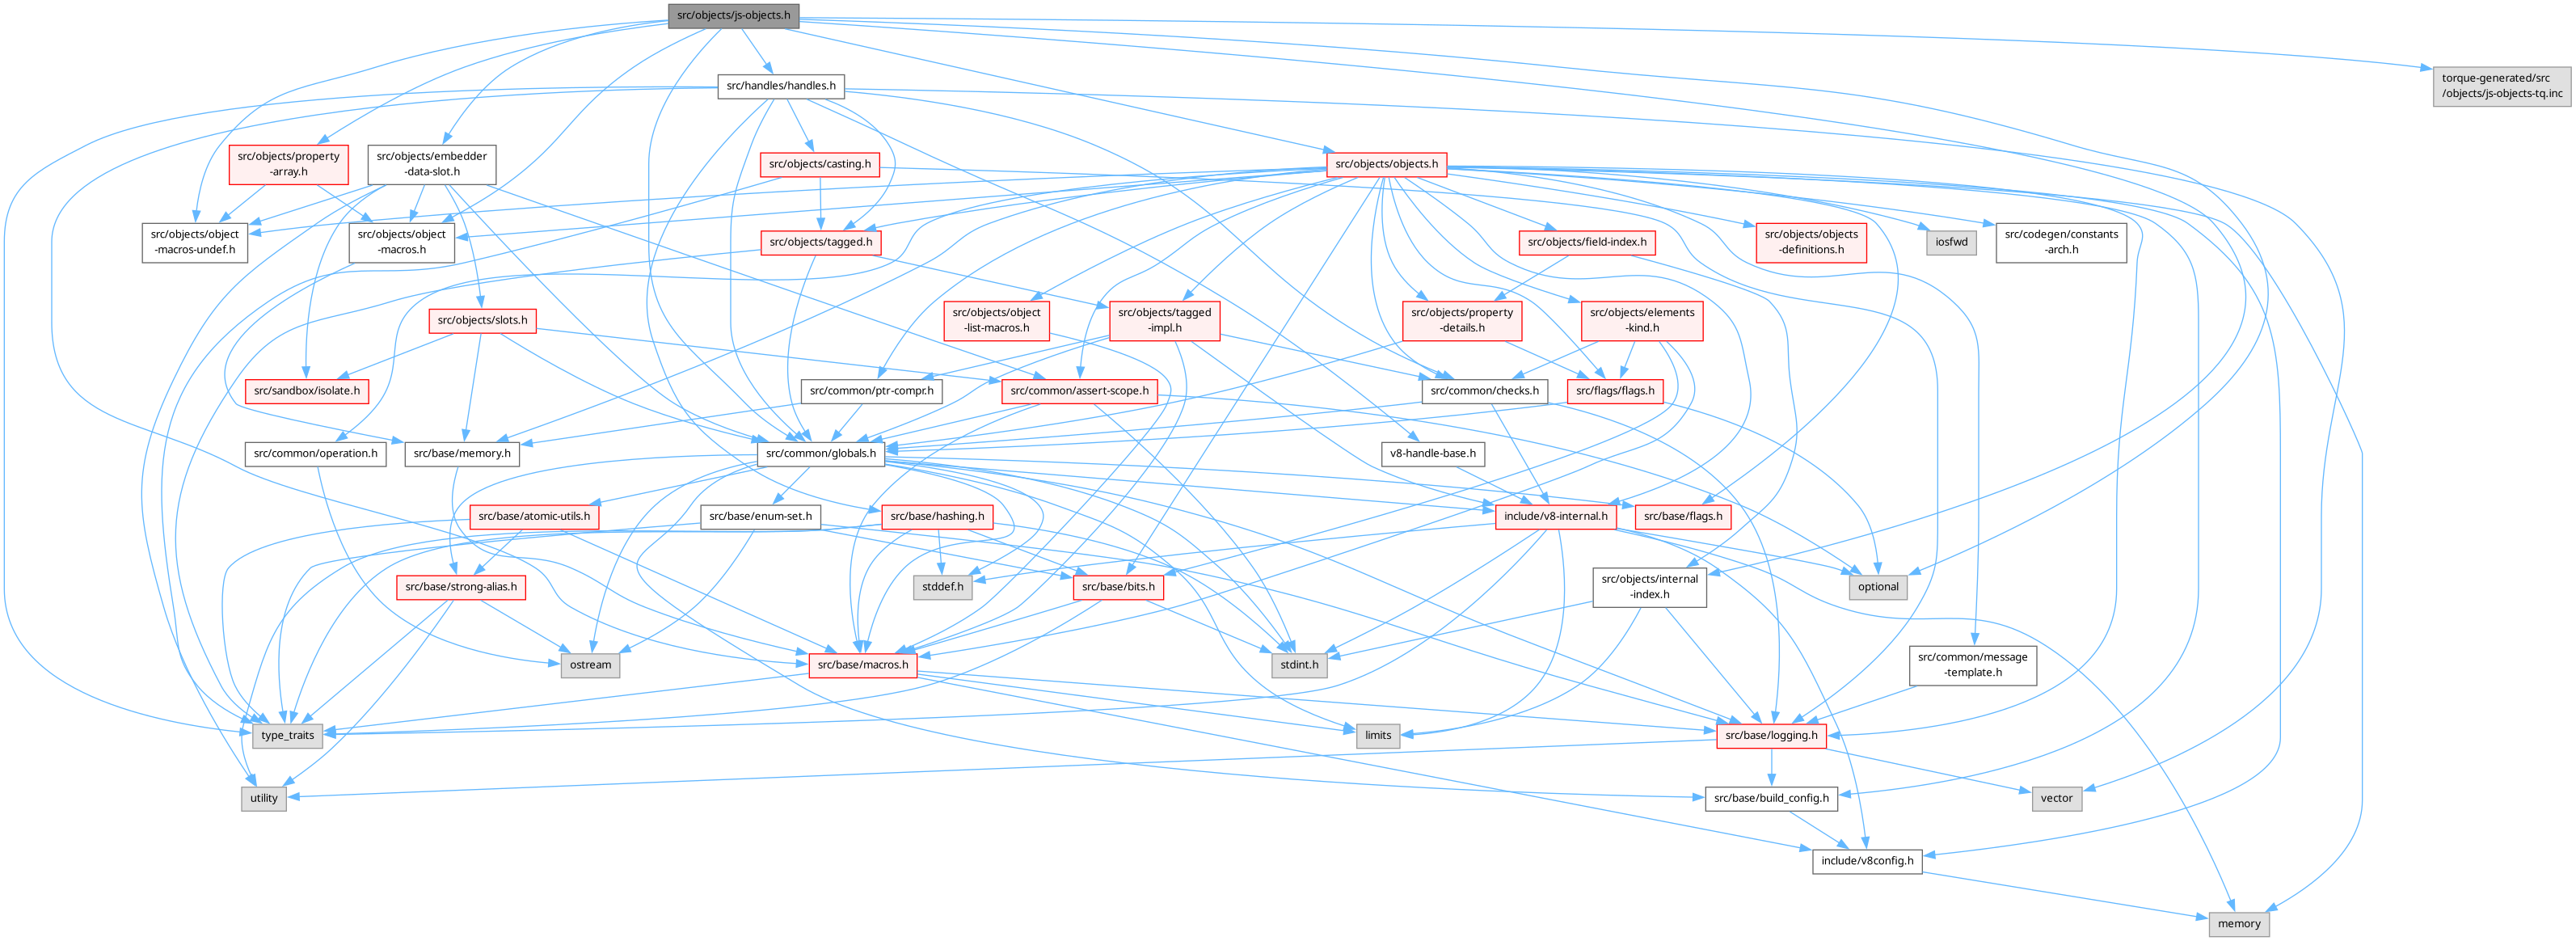 src/objects/js-objects.h
torque-generated/src
/objects/js-objects-tq.inc
src/handles/handles.h
src/objects/property
-array.h
src/objects/embedder
-data-slot.h
src/objects/casting.h
src/objects/objects.h
src/objects/object
-macros-undef.h
src/objects/object
-macros.h
src/objects/tagged.h
src/objects/field-index.h
src/objects/objects
-definitions.h
iosfwd
src/codegen/constants
-arch.h
src/objects/slots.h
src/objects/object
-list-macros.h
src/objects/tagged
-impl.h
src/objects/property
-details.h
src/objects/elements
-kind.h
src/sandbox/isolate.h
src/common/ptr-compr.h
src/common/assert-scope.h
src/common/checks.h
src/flags/flags.h
src/common/operation.h
src/base/memory.h
src/common/globals.h
v8-handle-base.h
src/base/atomic-utils.h
src/base/enum-set.h
src/base/hashing.h
include/v8-internal.h
src/base/flags.h
src/base/strong-alias.h
stddef.h
src/base/bits.h
src/objects/internal
-index.h
optional
ostream
src/base/macros.h
stdint.h
src/common/message
-template.h
type_traits
limits
src/base/logging.h
utility
src/base/build_config.h
vector
include/v8config.h
memory